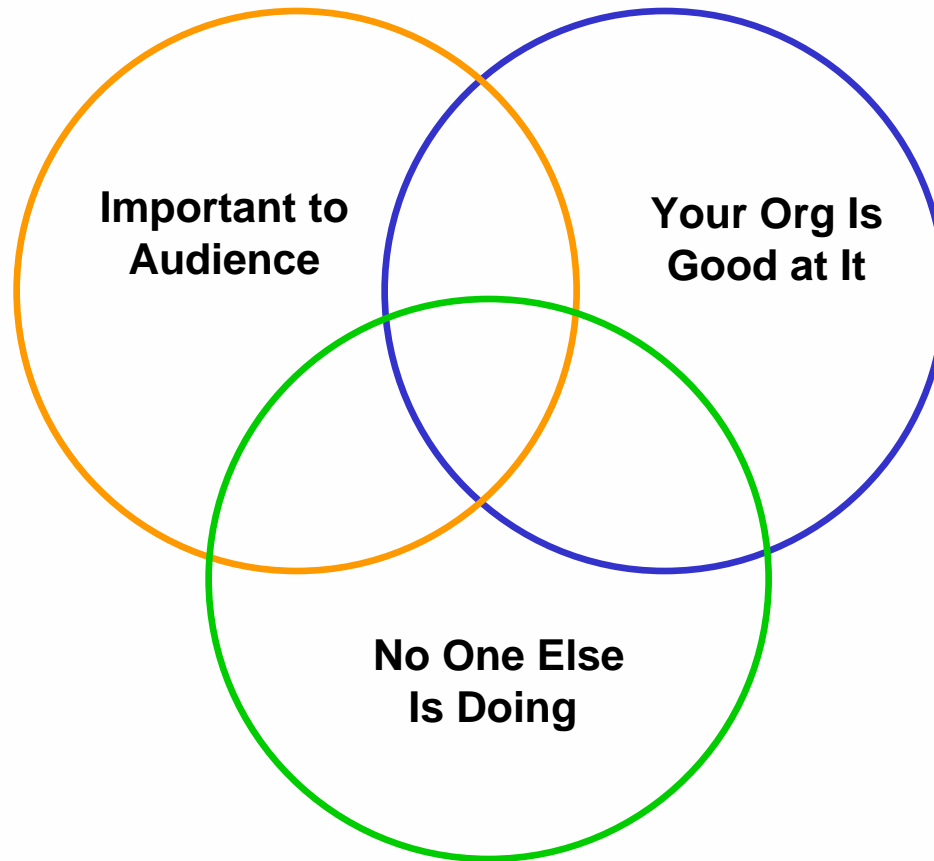 Important to
Audience
Your Org Is
Good at It
No One Else
Is Doing